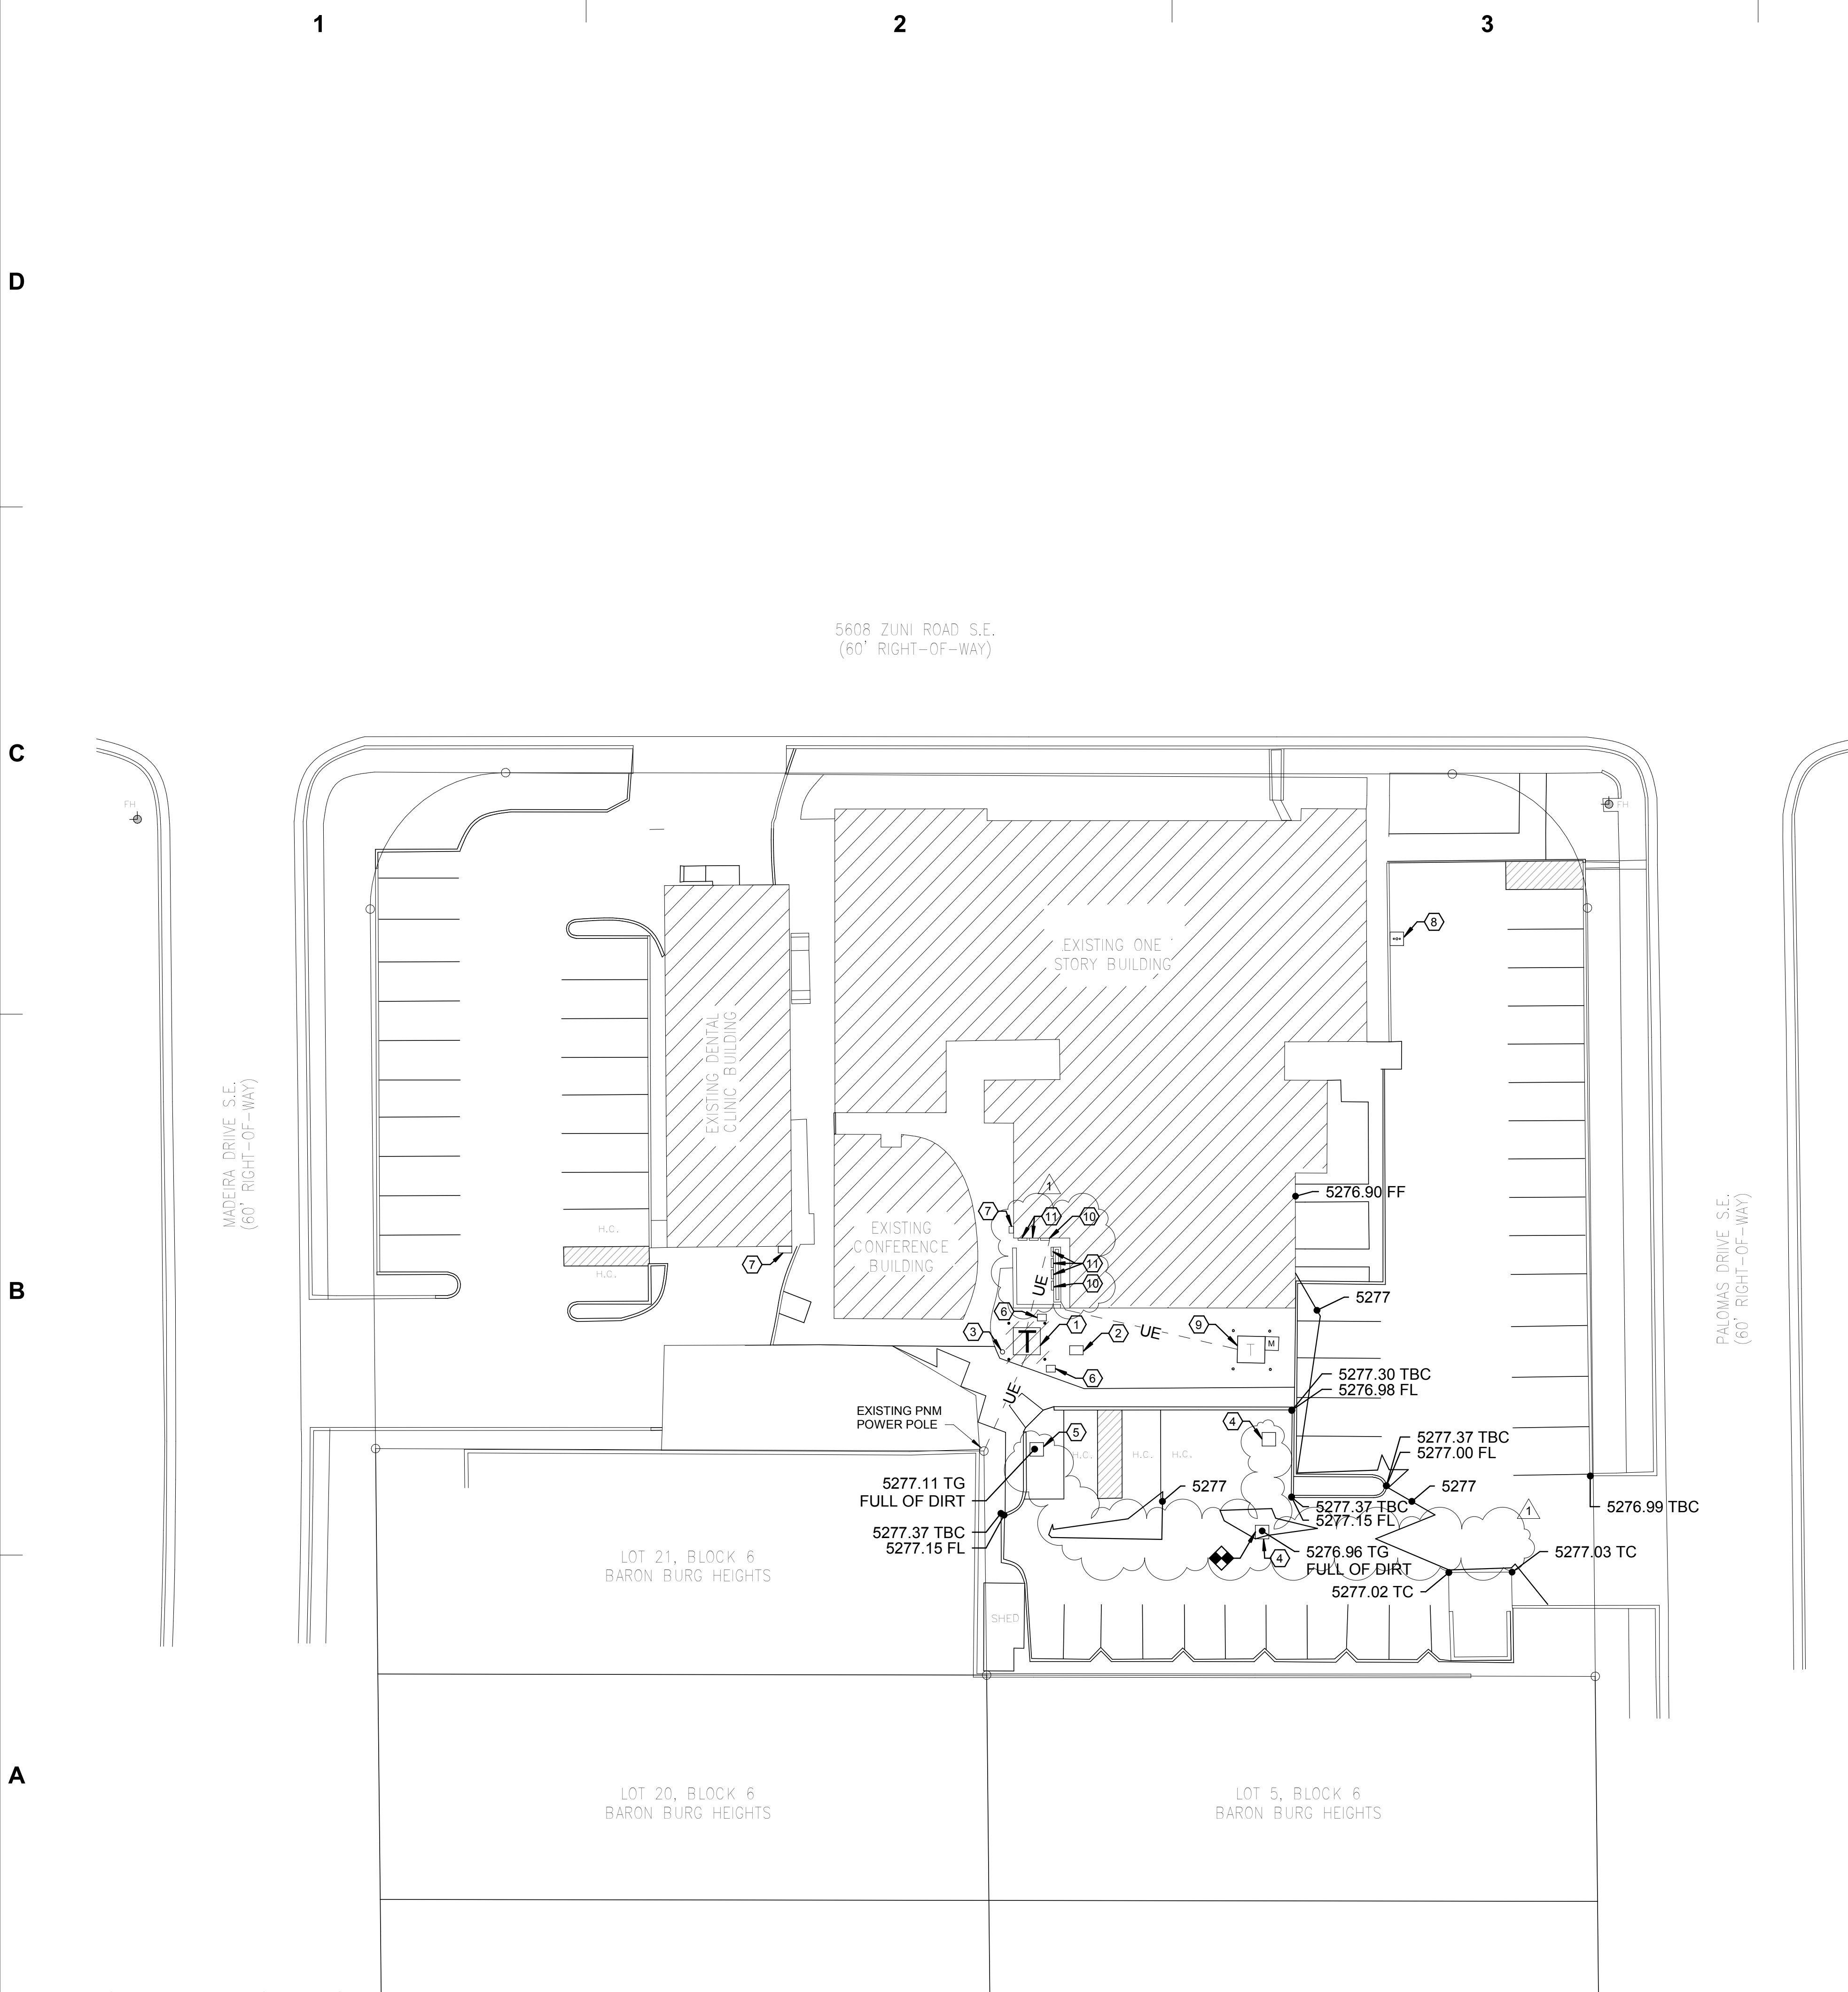 1
2
3
D
5608 ZUNI ROAD S.E.
(60' RIGHT-OF-WAY)
C
FH
FH
8
EXISTING ONE
STORY BUILDING
EXISTING DENTAL
CLINIC BUILDING
MADEIRA DRIIVE S.E.
(60' RIGHT-OF-WAY)
PALOMAS DRIIVE S.E.
(60' RIGHT-OF-WAY)
1
5276.90 FF
7
11
10
H.C.
EXISTING
CONFERENCE
BUILDING
7
11
H.C.
10
UE
B
5277
6
3
T
1
2
UE
9
T
M
6
5277.30 TBC
5276.98 FL
UE
EXISTING PNM
POWER POLE
5
4
H.C.
H.C.
H.C.
5277.37 TBC
5277.00 FL
5277.11 TG
FULL OF DIRT
5277
5277
5277.37 TBC
5277.15 FL
5276.99 TBC
1
5277.37 TBC
5277.15 FL
4
5276.96 TG
FULL OF DIRT
5277.03 TC
5277.02 TC
LOT 21, BLOCK 6
BARON BURG HEIGHTS
SHED
A
LOT 20, BLOCK 6
BARON BURG HEIGHTS
LOT 5, BLOCK 6
BARON BURG HEIGHTS